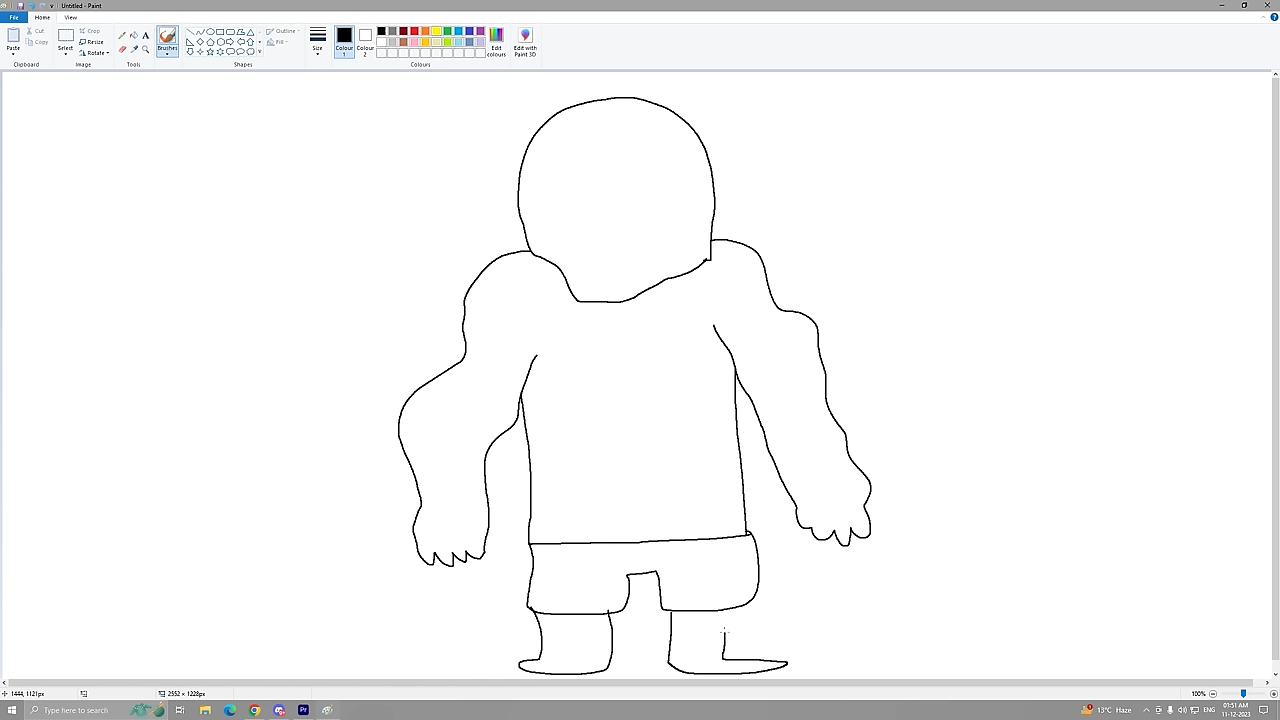 Untitled - Paint
File Home View
Paste
Cut
Copy
Clipboard
Select
Crop
Resize
Rotate
Image
Tools
Brushes
Shapes
Outline
Fill
Size
Colour 1
Colour 2
Edit colours
Edit with Paint 3D
Colours
1444, 1121px
2552 × 1228px
100%
Type here to search
Pr
13°C Haze
ENG
01:51 AM
11-12-2023